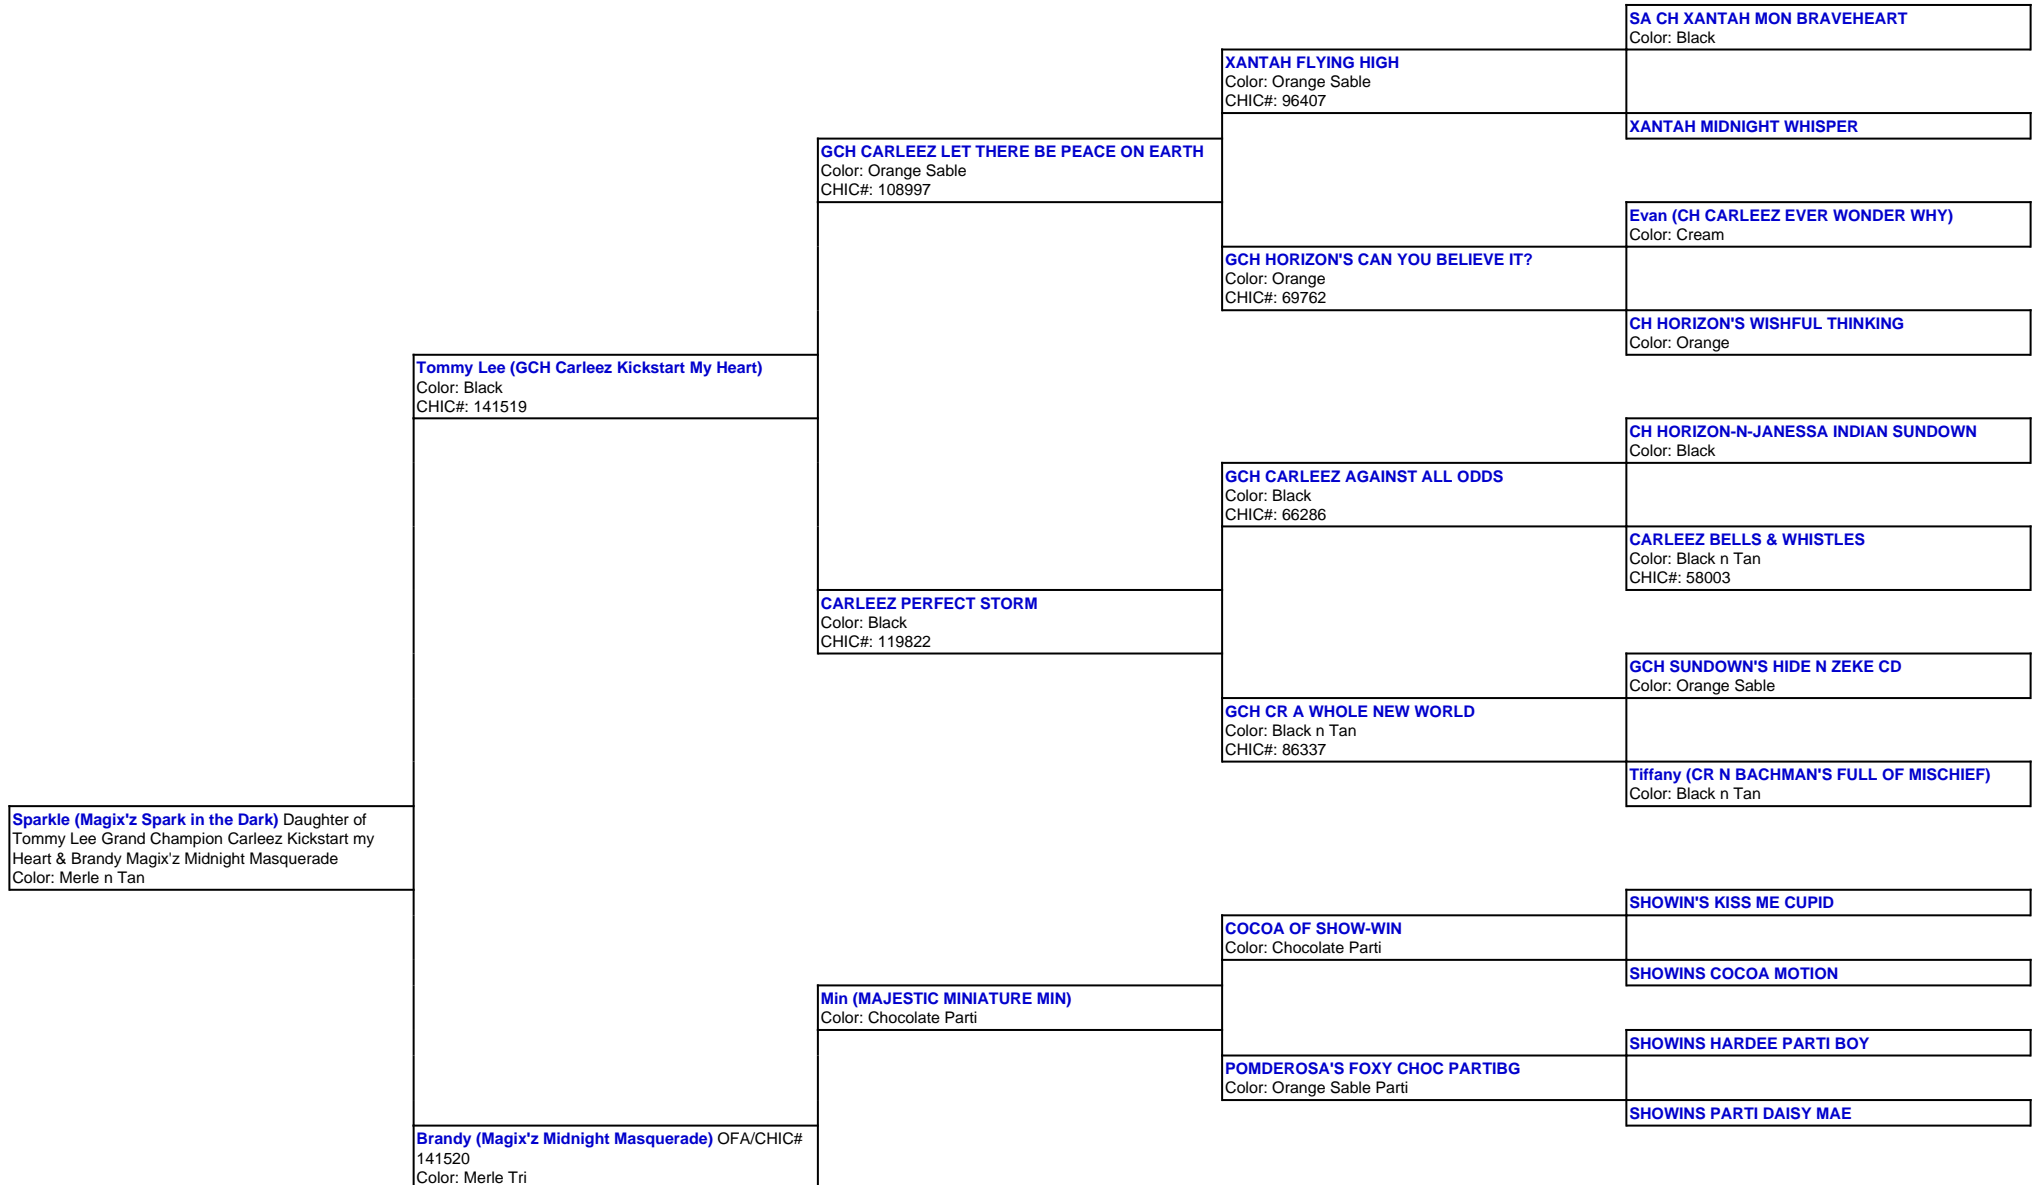 SA CH XANTAH MON BRAVEHEART
Color: Black
XANTAH FLYING HIGH
Color: Orange Sable
CHIC#: 96407
XANTAH MIDNIGHT WHISPER
GCH CARLEEZ LET THERE BE PEACE ON EARTH
Color: Orange Sable
CHIC#: 108997
Evan (CH CARLEEZ EVER WONDER WHY)
Color: Cream
GCH HORIZON'S CAN YOU BELIEVE IT?
Color: Orange
CHIC#: 69762
CH HORIZON'S WISHFUL THINKING
Color: Orange
Tommy Lee (GCH Carleez Kickstart My Heart)
Color: Black
CHIC#: 141519
CH HORIZON-N-JANESSA INDIAN SUNDOWN
Color: Black
GCH CARLEEZ AGAINST ALL ODDS
Color: Black
CHIC#: 66286
CARLEEZ BELLS & WHISTLES
Color: Black n Tan
CHIC#: 58003
CARLEEZ PERFECT STORM
Color: Black
CHIC#: 119822
GCH SUNDOWN'S HIDE N ZEKE CD
Color: Orange Sable
GCH CR A WHOLE NEW WORLD
Color: Black n Tan
CHIC#: 86337
Tiffany (CR N BACHMAN'S FULL OF MISCHIEF)
Color: Black n Tan
Sparkle (Magix'z Spark in the Dark) Daughter of
Tommy Lee Grand Champion Carleez Kickstart my
Heart & Brandy Magix'z Midnight Masquerade
Color: Merle n Tan
SHOWIN'S KISS ME CUPID
COCOA OF SHOW-WIN
Color: Chocolate Parti
SHOWINS COCOA MOTION
Min (MAJESTIC MINIATURE MIN)
Color: Chocolate Parti
SHOWINS HARDEE PARTI BOY
POMDEROSA'S FOXY CHOC PARTIBG
Color: Orange Sable Parti
SHOWINS PARTI DAISY MAE
Brandy (Magix'z Midnight Masquerade) OFA/CHIC#
141520
Color: Merle Tri